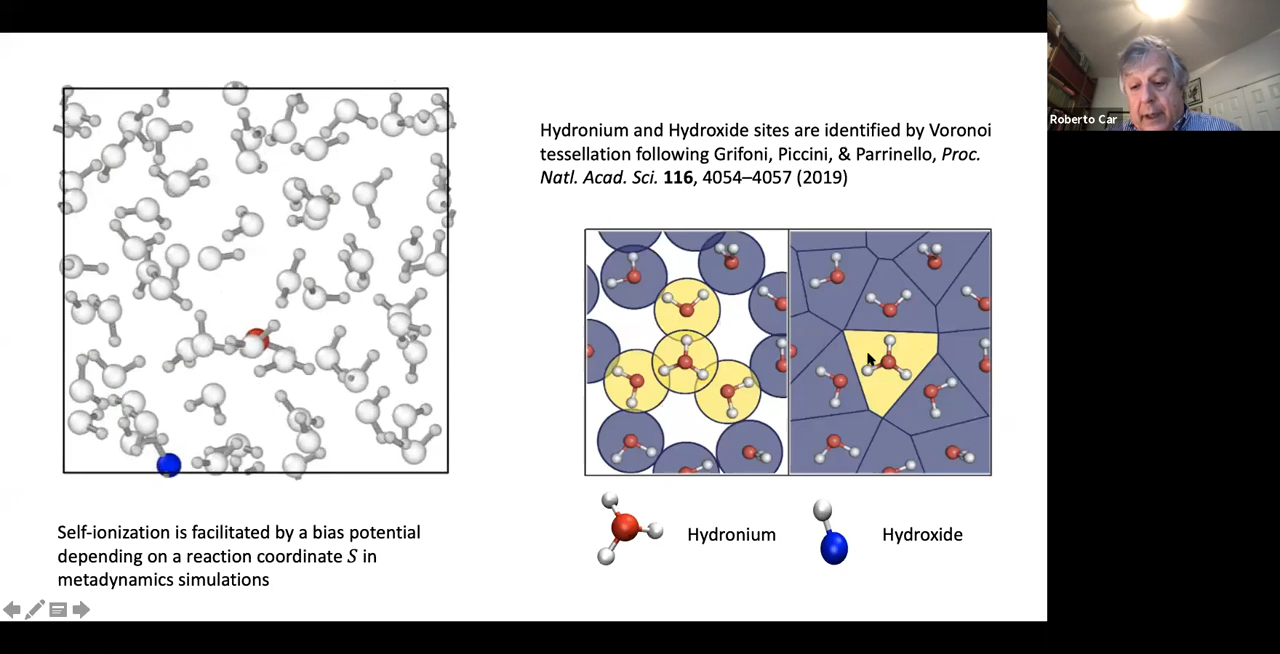 Hydronium and Hydroxide sites are identified by Voronoi
tessellation following Grifoni, Piccini, & Parrinello, Proc.
Natl. Acad. Sci. 116, 4054–4057 (2019)
Hydronium
Hydroxide
Self-ionization is facilitated by a bias potential
depending on a reaction coordinate S in
metadynamics simulations
Roberto Car